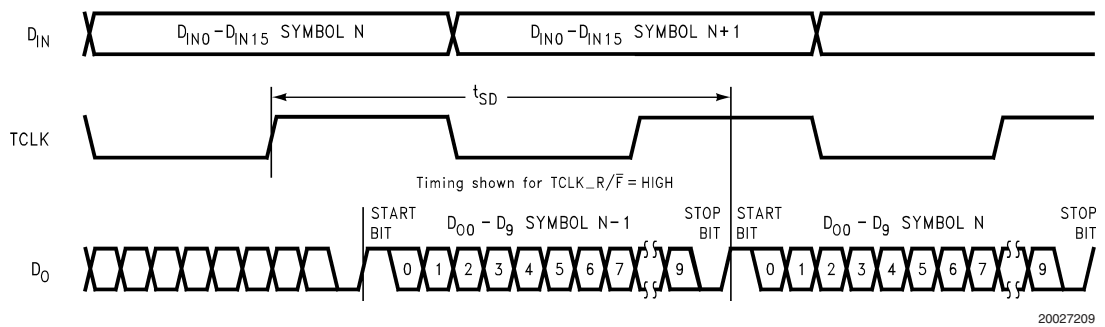 D_IN
D_IN0-D_IN15 SYMBOL N
D_IN0-D_IN15 SYMBOL N+1
t_SD
TCLK
Timing shown for TCLK_R/F̅ = HIGH
START BIT
D_00 - D_9 SYMBOL N-1
STOP BIT
START BIT
D_00 - D_9 SYMBOL N
STOP BIT
D_O
0 1 2 3 4 5 6 7 9
0 1 2 3 4 5 6 7 9
20027209